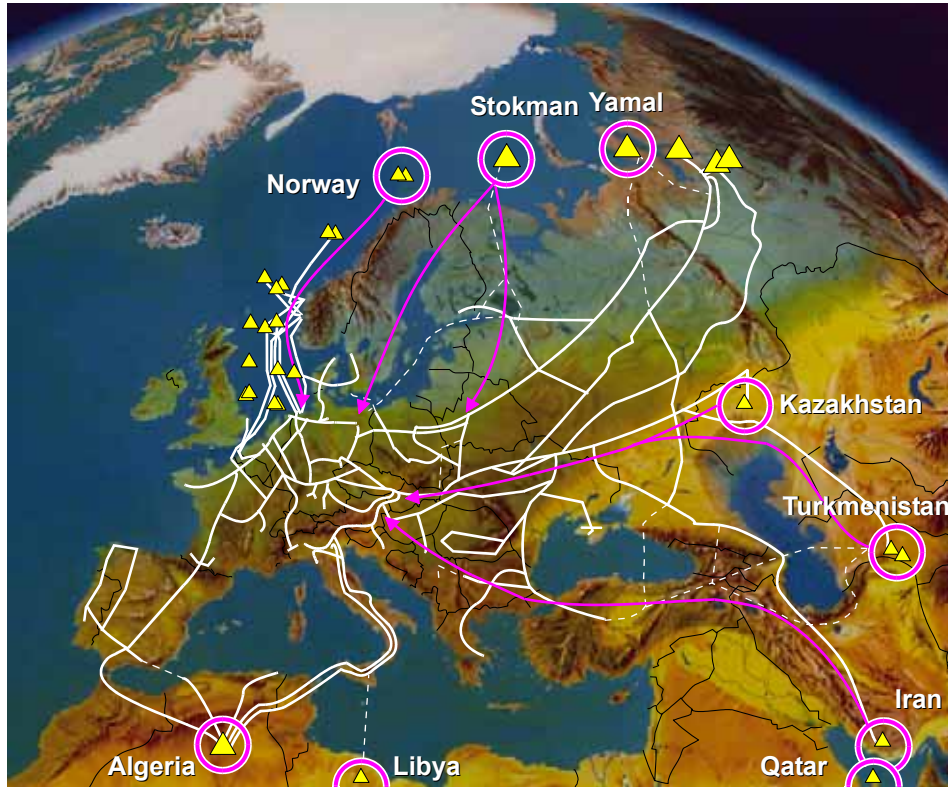 Stokman
Yamal
Norway
Kazakhstan
Turkmenistan
Iran
Algeria
Libya
Qatar